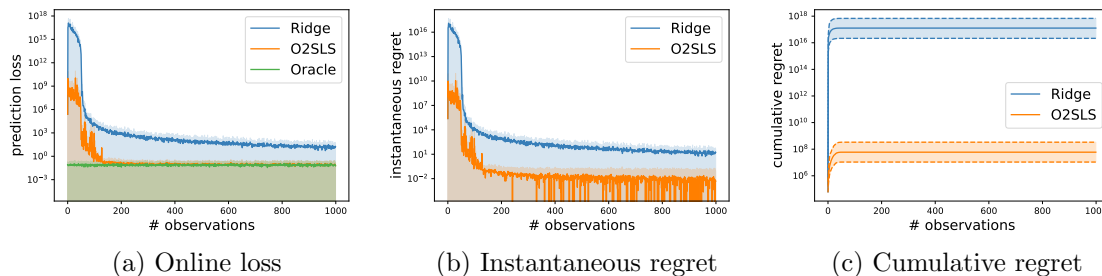 prediction loss
10^18
10^15
10^12
10^9
10^6
10^3
10^0
10^-3
Ridge
O2SLS
Oracle
0 200 400 600 800 1000
# observations
(a) Online loss
instantaneous regret
10^16
10^13
10^10
10^7
10^4
10^1
10^-2
Ridge
O2SLS
0 200 400 600 800 1000
# observations
(b) Instantaneous regret
cumulative regret
10^18
10^16
10^14
10^12
10^10
10^8
10^6
Ridge
O2SLS
0 200 400 600 800 100
# observations
(c) Cumulative regret